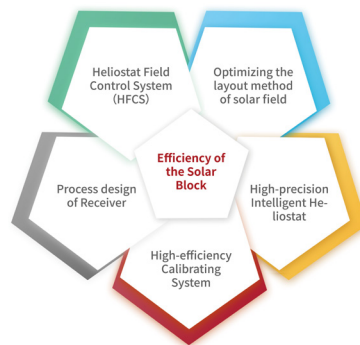 Heliostat Field
Control System
(HFCS)
Optimizing the
layout method
of solar field
Efficiency of
the Solar
Block
Process design
of Receiver
High-precision
Intelligent He-
liostat
High-efficiency
Calibrating
System